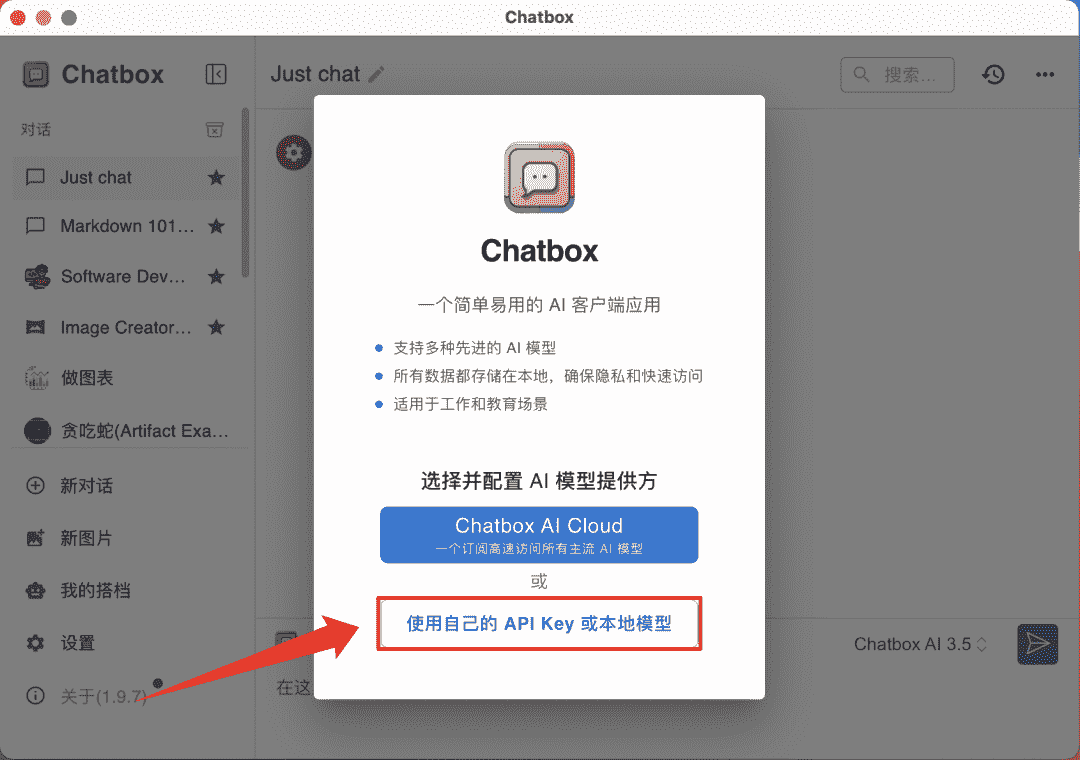 Chatbox
Chatbox
Just chat
搜索...
对话
Just chat
Markdown 101...
Software Dev...
Image Creator...
做图表
贪吃蛇(Artifact Exa...
新对话
新图片
我的搭档
设置
关于(1.9.7)
Chatbox
一个简单易用的 AI 客户端应用
支持多种先进的 AI 模型
所有数据都存储在本地，确保隐私和快速访问
适用于工作和教育场景
选择并配置 AI 模型提供方
Chatbox AI Cloud
一个订阅高速访问所有主流 AI 模型
或
使用自己的 API Key 或本地模型
Chatbox AI 3.5
在这